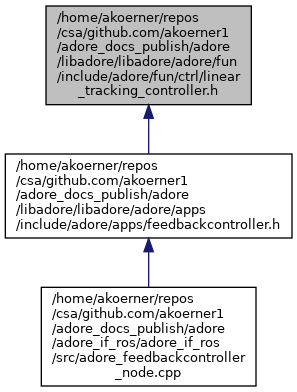 /home/akoerner/repos
/csa/github.com/akoerner1
/adore_docs_publish/adore
/libadore/libadore/adore/fun
/include/adore/fun/ctrl/linear
_tracking_controller.h
/home/akoerner/repos
/csa/github.com/akoerner1
/adore_docs_publish/adore
/libadore/libadore/adore/apps
/include/adore/apps/feedbackcontroller.h
/home/akoerner/repos
/csa/github.com/akoerner1
/adore_docs_publish/adore
/adore_if_ros/adore_if_ros
/src/adore_feedbackcontroller
_node.cpp